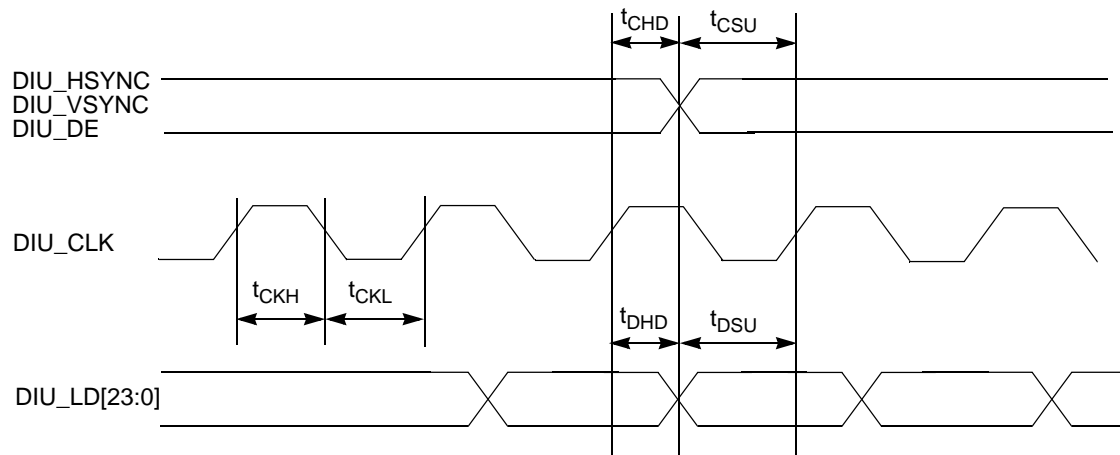 tCHD tCSU
DIU_HSYNC
DIU_VSYNC
DIU_DE
DIU_CLK
tCKH tCKL
tDHD tDSU
DIU_LD[23:0]